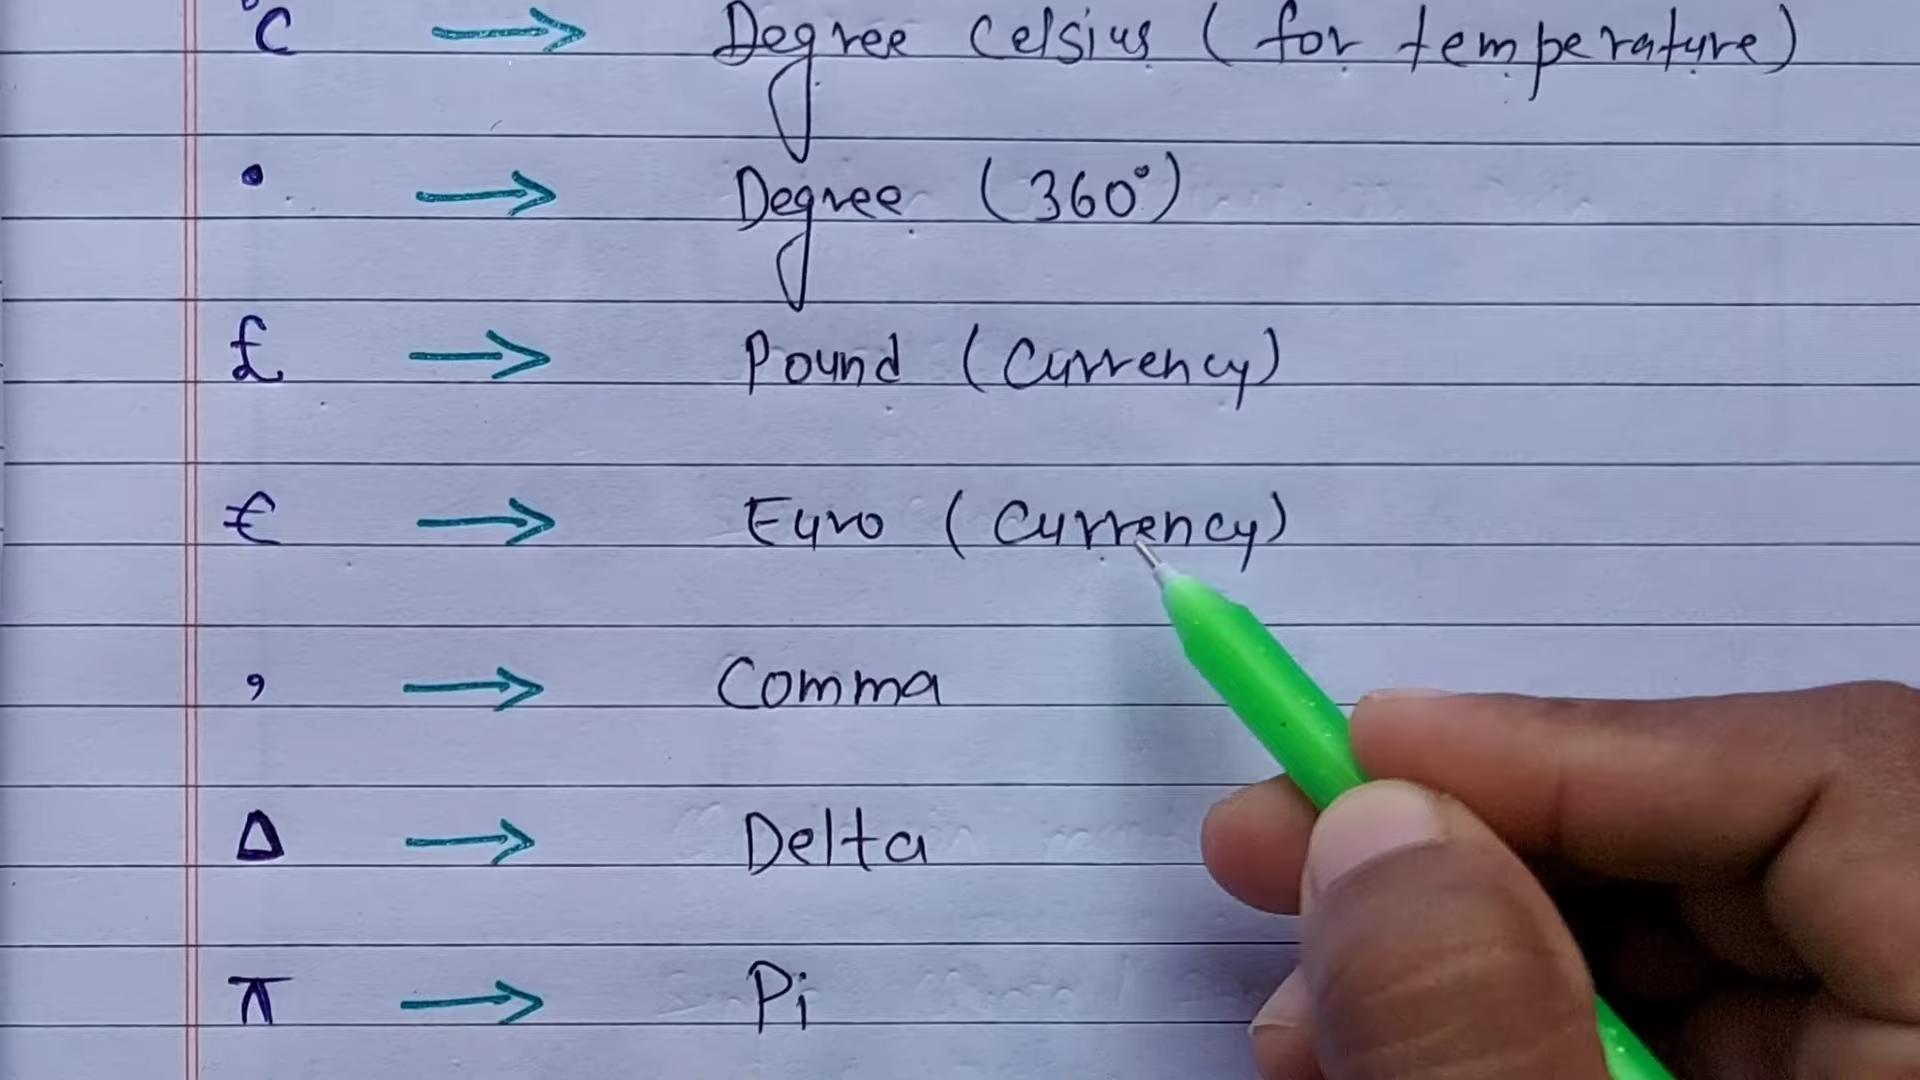 °C → Degree Celsius (for temperature)
• → Degree (360°)
£ → Pound (Currency)
€ → Euro (Currency)
, → Comma
Δ → Delta
π → Pi